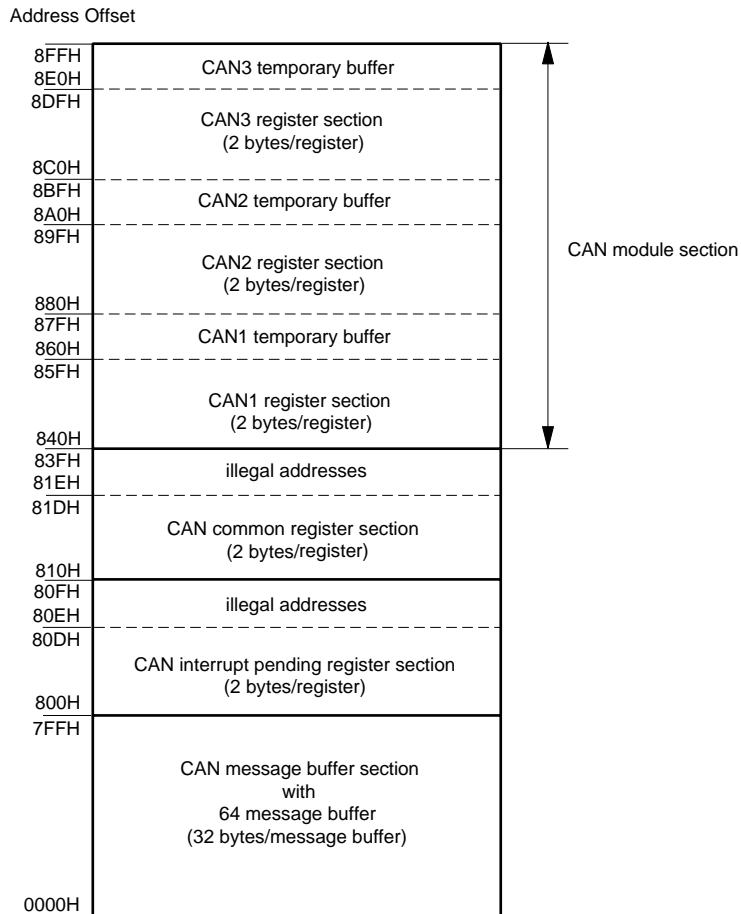 Address Offset
8FFH
CAN3 temporary buffer
8E0H
8DFH
CAN3 register section
(2 bytes/register)
8C0H
8BFH
CAN2 temporary buffer
8A0H
89FH
CAN2 register section
(2 bytes/register)
CAN module section
880H
87FH
CAN1 temporary buffer
860H
85FH
CAN1 register section
(2 bytes/register)
840H
83FH
illegal addresses
81EH
81DH
CAN common register section
(2 bytes/register)
810H
80FH
illegal addresses
80EH
80DH
CAN interrupt pending register section
(2 bytes/register)
800H
7FFH
CAN message buffer section
with
64 message buffer
(32 bytes/message buffer)
0000H